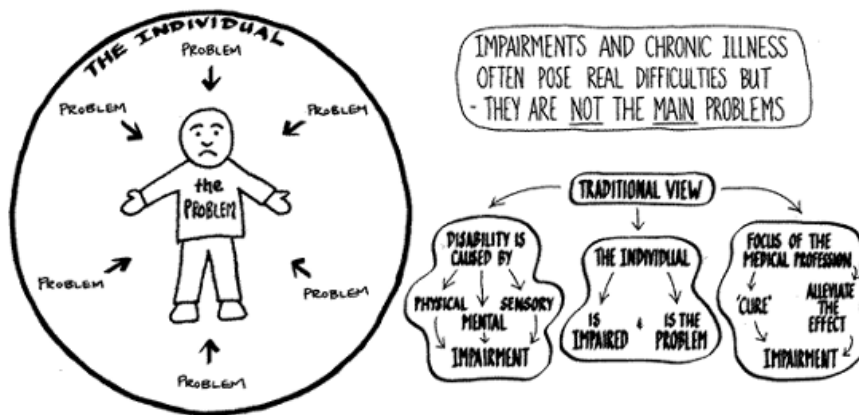 THE INDIVIDUAL
PROBLEM
PROBLEM
PROBLEM
the
PROBLEM
PROBLEM
PROBLEM
PROBLEM
IMPAIRMENTS AND CHRONIC ILLNESS
OFTEN POSE REAL DIFFICULTIES BUT
- THEY ARE NOT THE MAIN PROBLEMS
TRADITIONAL VIEW
DISABILITY IS
CAUSED BY
PHYSICAL
SENSORY
MENTAL
IMPAIRMENT
THE INDIVIDUAL
IS
IMPAIRED
&
IS THE
PROBLEM
FOCUS OF THE
MEDICAL PROFESSION
'CURE'
ALLEVIATE
THE
EFFECT
IMPAIRMENT